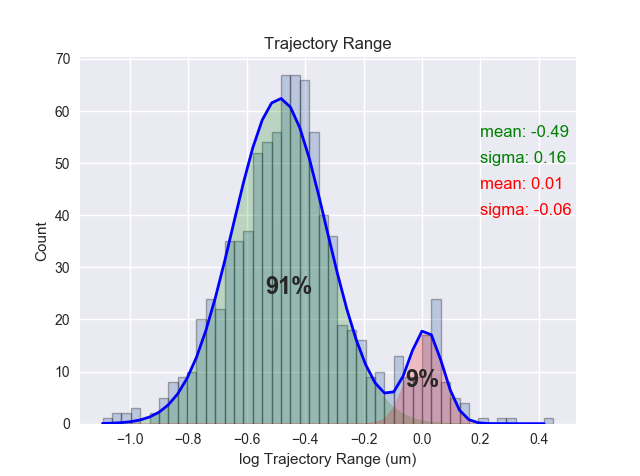 Trajectory Range
70
60
50
40
30
20
10
0
Count
mean: -0.49
sigma: 0.16
mean: 0.01
sigma: -0.06
91%
9%
−1.0 −0.8 −0.6 −0.4 −0.2 0.0 0.2 0.4
log Trajectory Range (um)